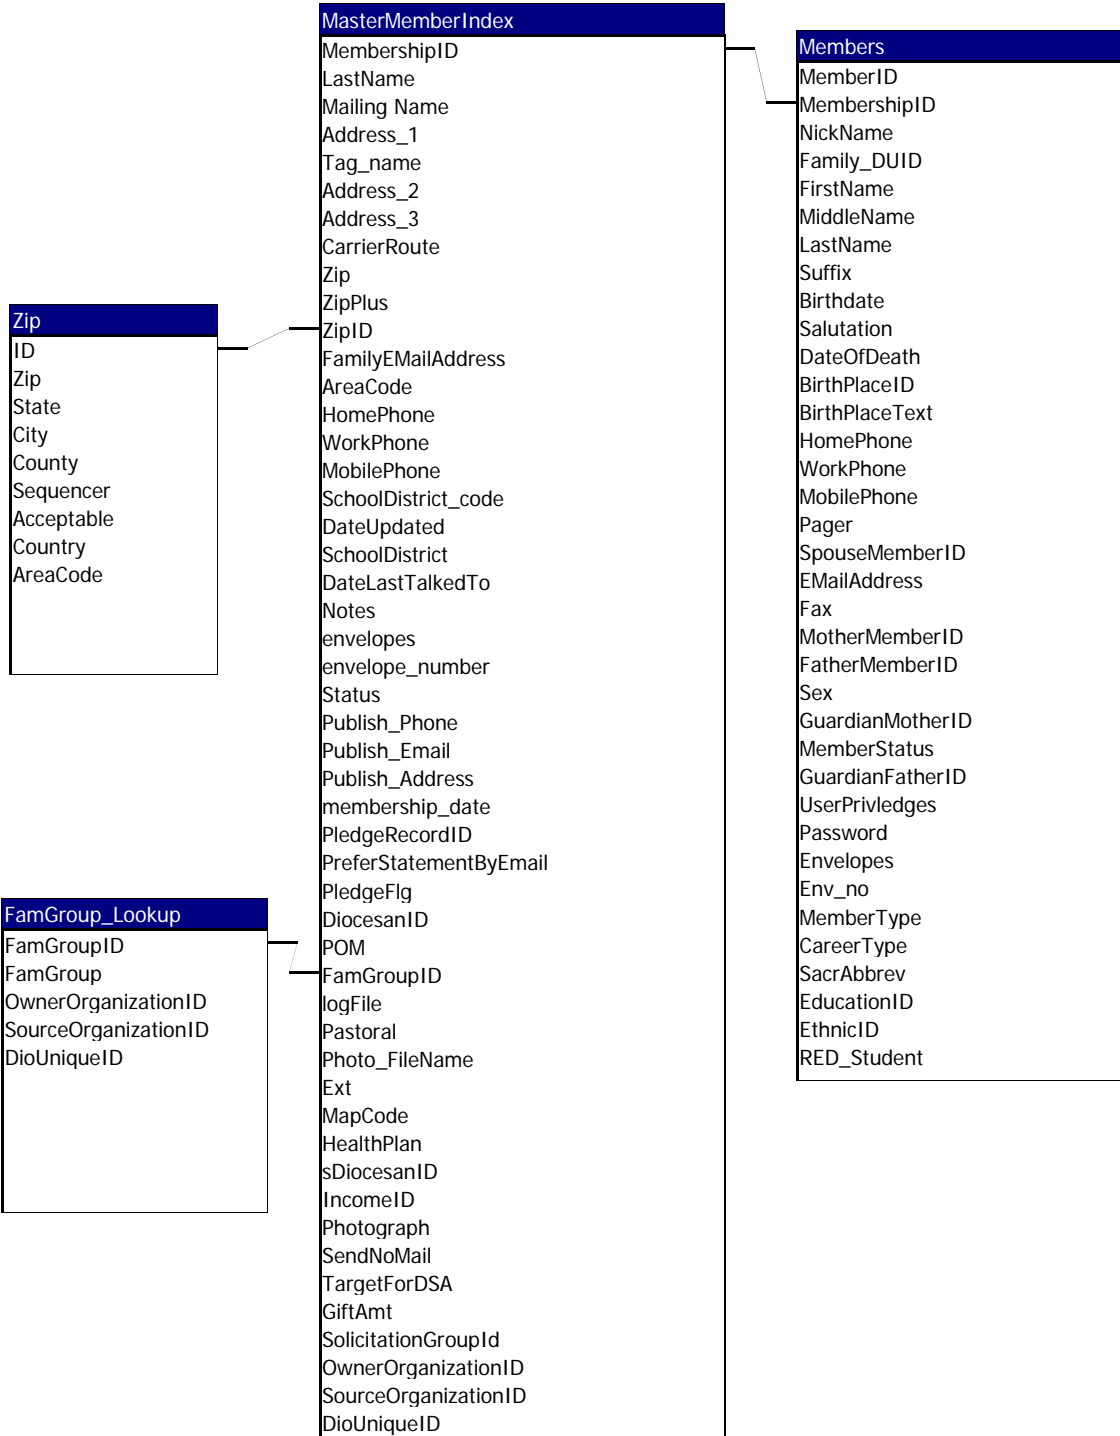 MasterMemberIndex
MembershipID
LastName
Mailing Name
Address_1
Tag_name
Address_2
Address_3
CarrierRoute
Zip
ZipPlus
ZipID
FamilyEMailAddress
AreaCode
HomePhone
WorkPhone
MobilePhone
SchoolDistrict_code
DateUpdated
SchoolDistrict
DateLastTalkedTo
Notes
envelopes
envelope_number
Status
Publish_Phone
Publish_Email
Publish_Address
membership_date
PledgeRecordID
PreferStatementByEmail
PledgeFlg
DiocesanID
POM
FamGroupID
logFile
Pastoral
Photo_FileName
Ext
MapCode
HealthPlan
sDiocesanID
IncomeID
Photograph
SendNoMail
TargetForDSA
GiftAmt
SolicitationGroupId
OwnerOrganizationID
SourceOrganizationID
DioUniqueID
Members
MemberID
MembershipID
NickName
Family_DUID
FirstName
MiddleName
LastName
Suffix
Birthdate
Salutation
DateOfDeath
BirthPlaceID
BirthPlaceText
HomePhone
WorkPhone
MobilePhone
Pager
SpouseMemberID
EMailAddress
Fax
MotherMemberID
FatherMemberID
Sex
GuardianMotherID
MemberStatus
GuardianFatherID
UserPrivledges
Password
Envelopes
Env_no
MemberType
CareerType
SacrAbbrev
EducationID
EthnicID
RED_Student
Zip
ID
Zip
State
City
County
Sequencer
Acceptable
Country
AreaCode
FamGroup_Lookup
FamGroupID
FamGroup
OwnerOrganizationID
SourceOrganizationID
DioUniqueID